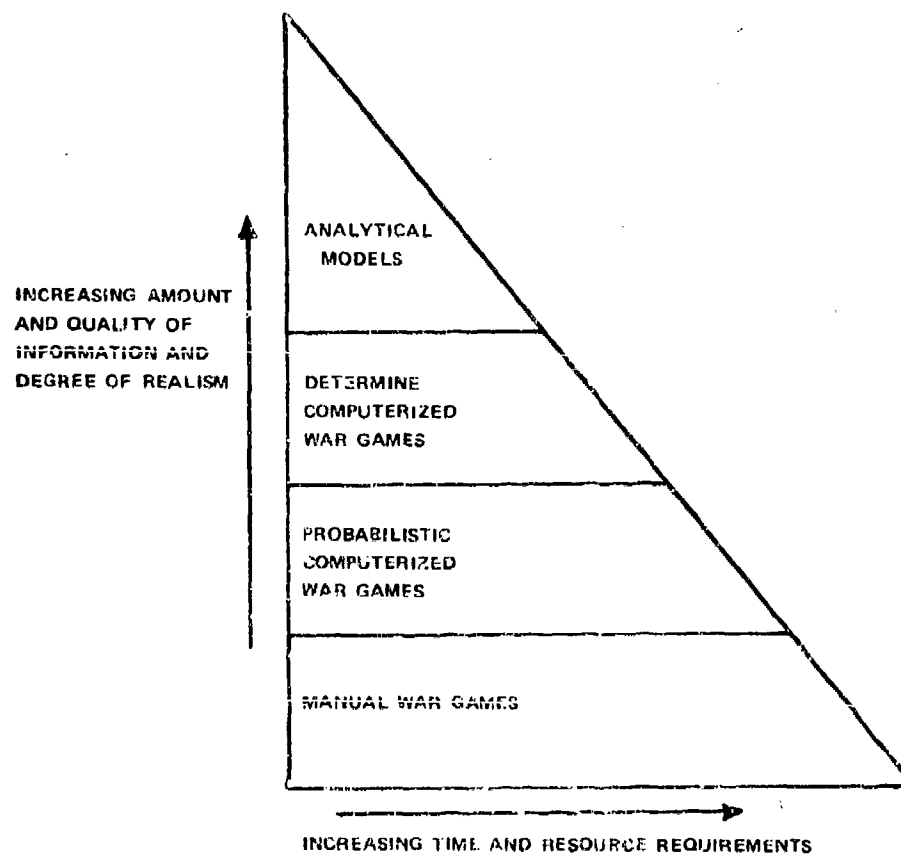 ANALYTICAL
MODELS
INCREASING AMOUNT
AND QUALITY OF
INFORMATION AND
DEGREE OF REALISM
DETERMINE
COMPUTERIZED
WAR GAMES
PROBABILISTIC
COMPUTERIZED
WAR GAMES
MANUAL WAR GAMES
INCREASING TIME AND RESOURCE REQUIREMENTS